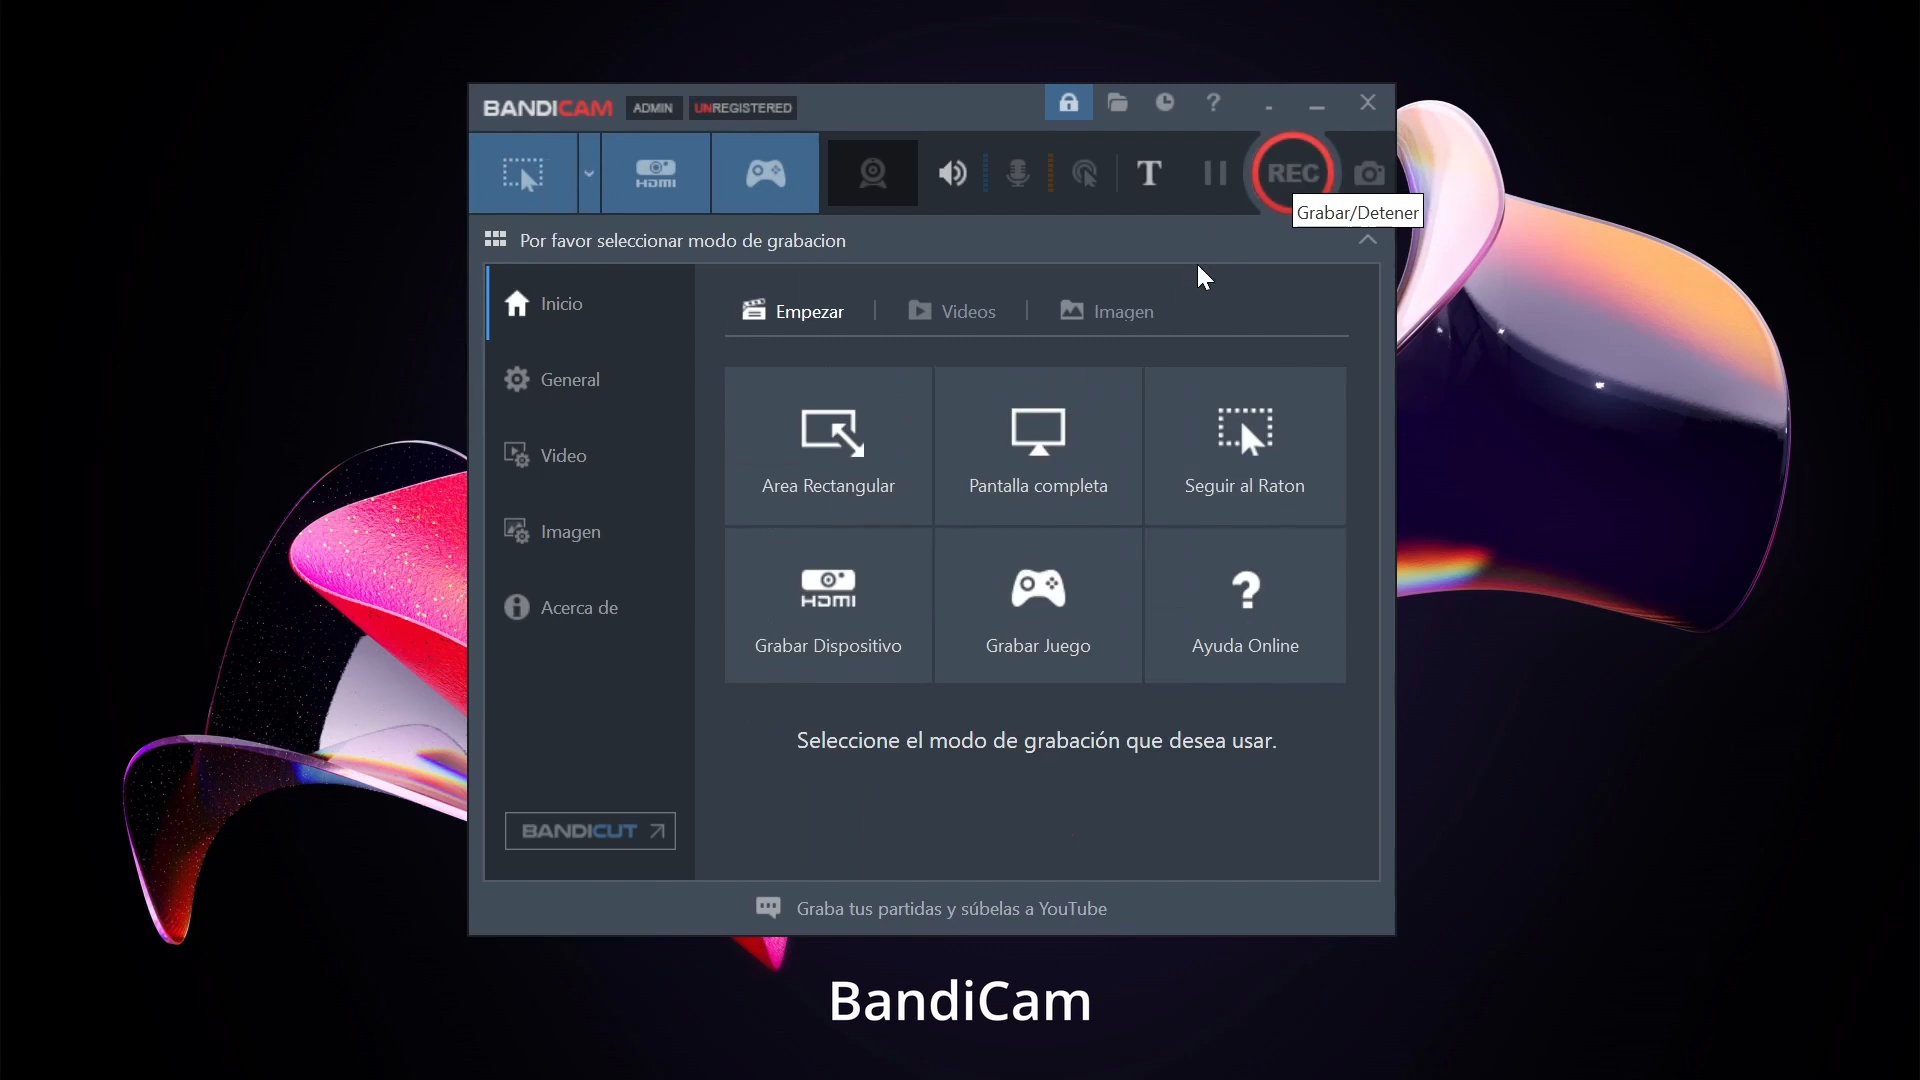 BANDICAM ADMIN UNREGISTERED ?
HDMI T REC
Grabar/Detener
Por favor seleccionar modo de grabacion
Inicio
General
Video
Imagen
Acerca de
BANDICUT
Empezar | Videos | Imagen
Area Rectangular
Pantalla completa
Seguir al Raton
HDMI
Grabar Dispositivo
Grabar Juego
?
Ayuda Online
Seleccione el modo de grabación que desea usar.
Graba tus partidas y súbelas a YouTube
BandiCam